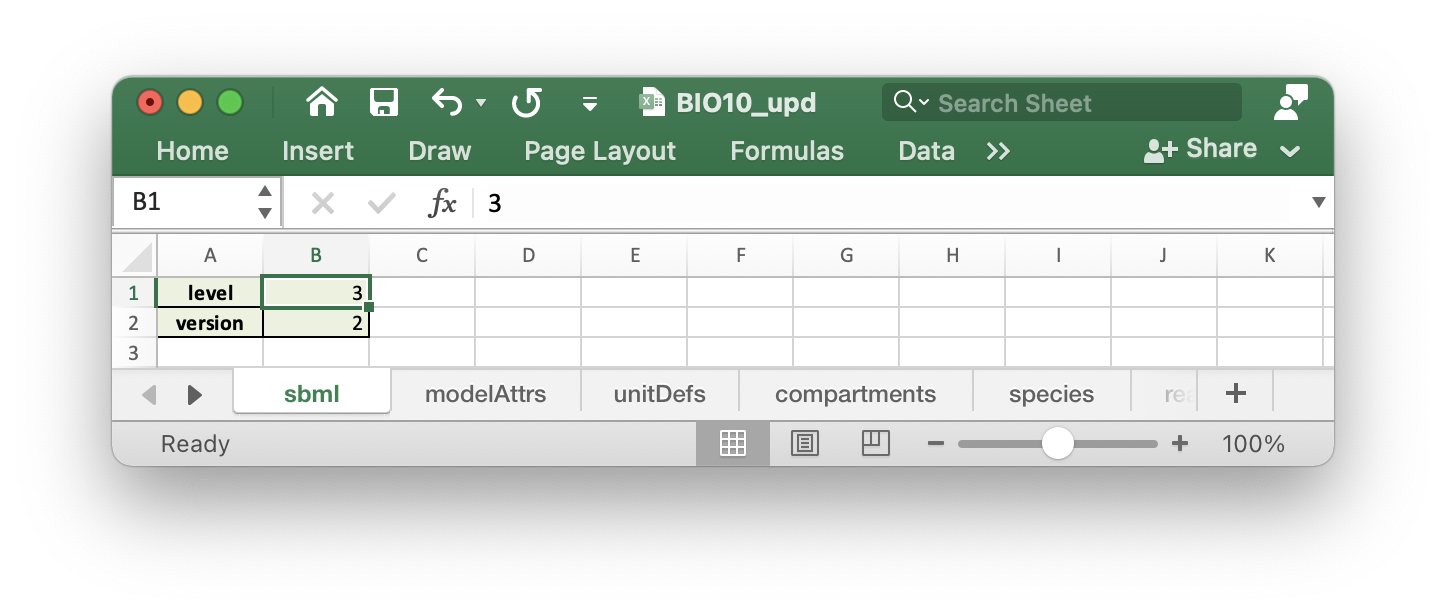 BIO10_upd
Search Sheet
Home Insert Draw Page Layout Formulas Data Share
B1 fx 3
A B C D E F G H I J K
1 level 3
2 version 2
3
sbml modelAttrs unitDefs compartments species
Ready 100%